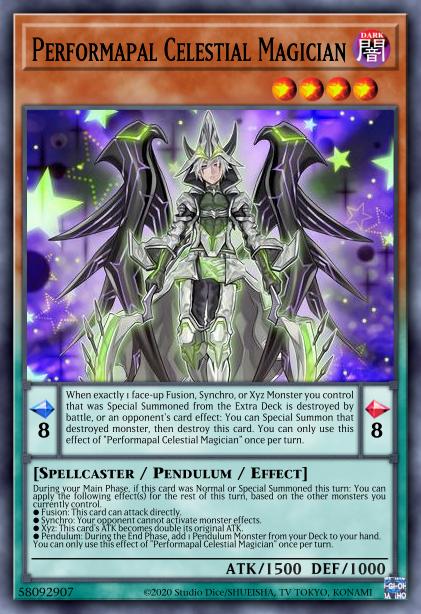 PERFORMAPAL CELESTIAL MAGICIAN
DARK
闇
When exactly 1 face-up Fusion, Synchro, or Xyz Monster you control
that was Special Summoned from the Extra Deck is destroyed by
battle, or an opponent's card effect: You can Special Summon
that destroyed monster, then destroy this card. You can only use this
effect of "Performapal Celestial Magician" once per turn.
8
8
[SPELLCASTER / PENDULUM / EFFECT]
During your Main Phase, if this card was Normal or Special Summoned this turn: You can
apply the following effect(s) for the rest of this turn, based on the other monsters you
currently control.
● Fusion: This card can attack directly.
● Synchro: Your opponent cannot activate monster effects.
● Xyz: This card's ATK becomes double its original ATK.
● Pendulum: During the End Phase, add 1 Pendulum Monster from your Deck to your hand.
You can only use this effect of "Performapal Celestial Magician" once per turn.
ATK/1500 DEF/1000
58092907
©2020 Studio Dice/SHUEISHA, TV TOKYO, KONAMI